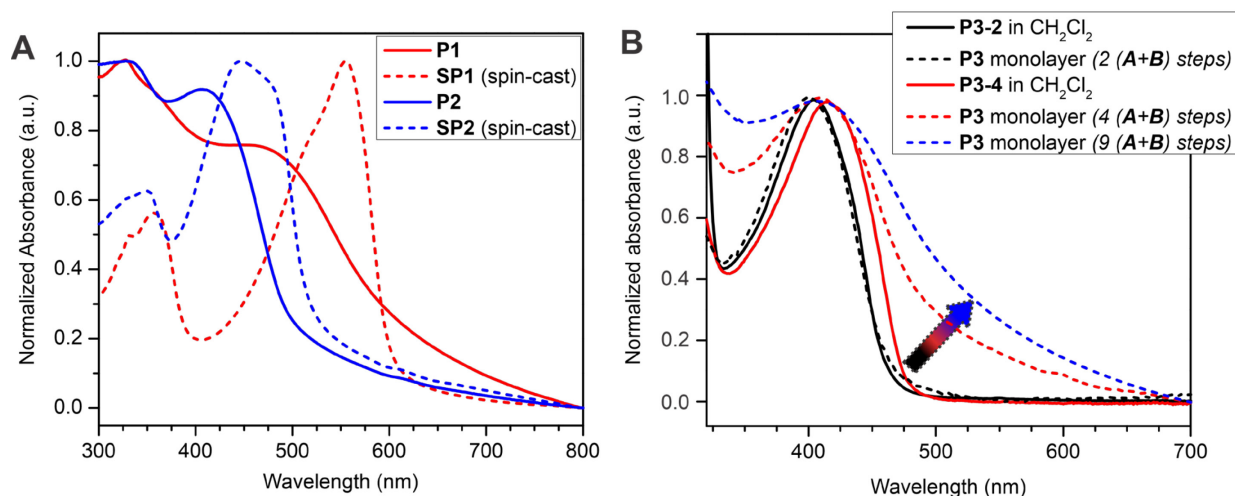 A
Normalized Absorbance (a.u.)
1.0
0.8
0.6
0.4
0.2
0.0
300
400
500
600
700
800
Wavelength (nm)
P1
SP1 (spin-cast)
P2
SP2 (spin-cast)
B
Normalized absorbance (a.u.)
1.0
0.8
0.6
0.4
0.2
0.0
400
500
600
700
Wavelength (nm)
P3-2 in CH₂Cl₂
P3 monolayer (2 (A+B) steps)
P3-4 in CH₂Cl₂
P3 monolayer (4 (A+B) steps)
P3 monolayer (9 (A+B) steps)